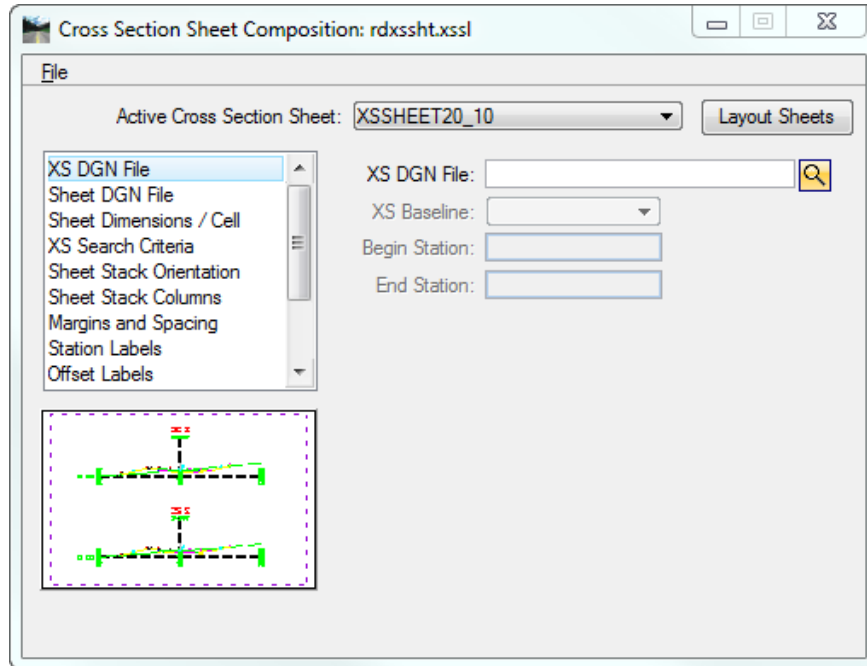 Cross Section Sheet Composition: rdxssht.xssl
File
Active Cross Section Sheet: XSSHEET20_10 Layout Sheets
XS DGN File
Sheet DGN File
Sheet Dimensions / Cell
XS Search Criteria
Sheet Stack Orientation
Sheet Stack Columns
Margins and Spacing
Station Labels
Offset Labels
XS DGN File:
XS Baseline:
Begin Station:
End Station: